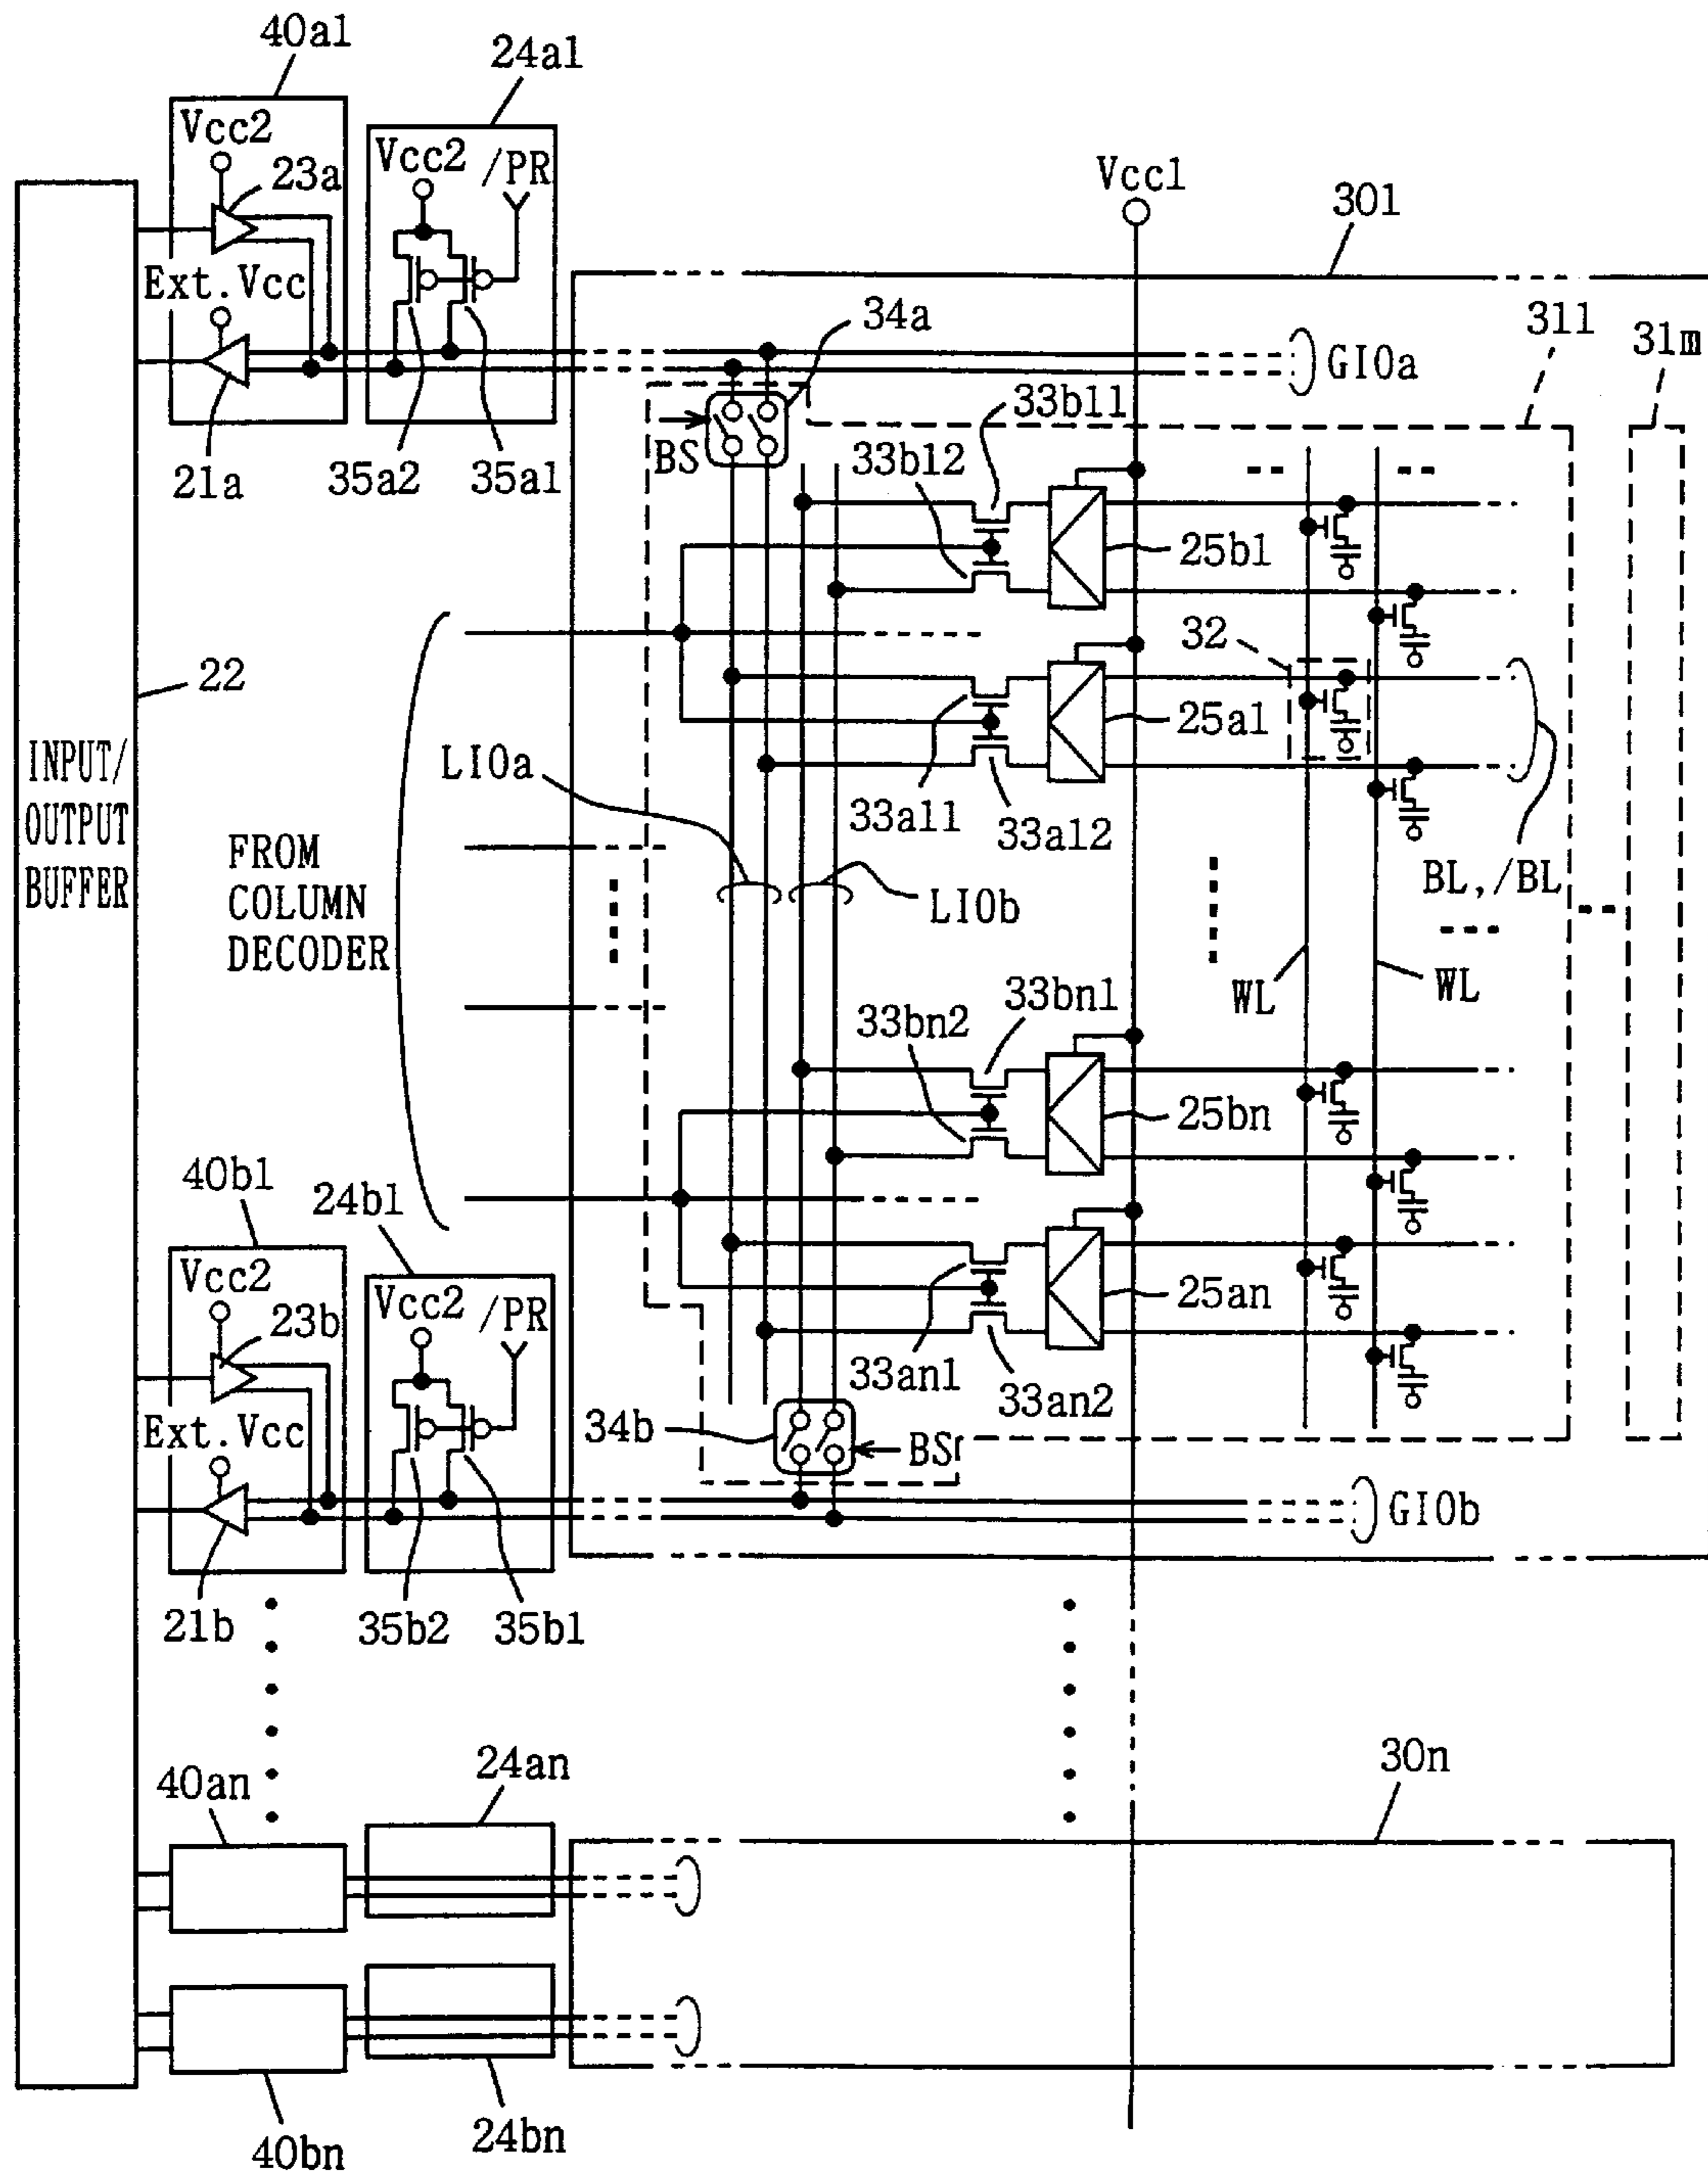 40a1
24a1
Vcc2
23a
Vcc2
/PR
Vcc1
301
Ext.Vcc
34a
311
31m
GIOa
33b11
21a
35a2
35a1
BS
33b12
25b1
32
22
25a1
LIOa
33a11
33a12
INPUT/
OUTPUT
BUFFER
FROM
COLUMN
DECODER
BL,/BL
LIOb
33bn1
WL
WL
33bn2
25bn
40b1
24b1
Vcc2
23b
Vcc2
/PR
25an
33an1
33an2
Ext.Vcc
34b
BS
GIOb
21b
35b2
35b1
40an
24an
30n
40bn
24bn